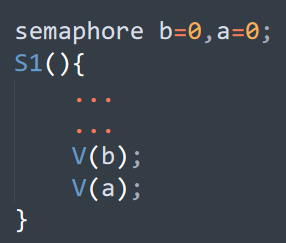 semaphore b=0,a=0;
S1(){
...
...
V(b);
V(a);
}